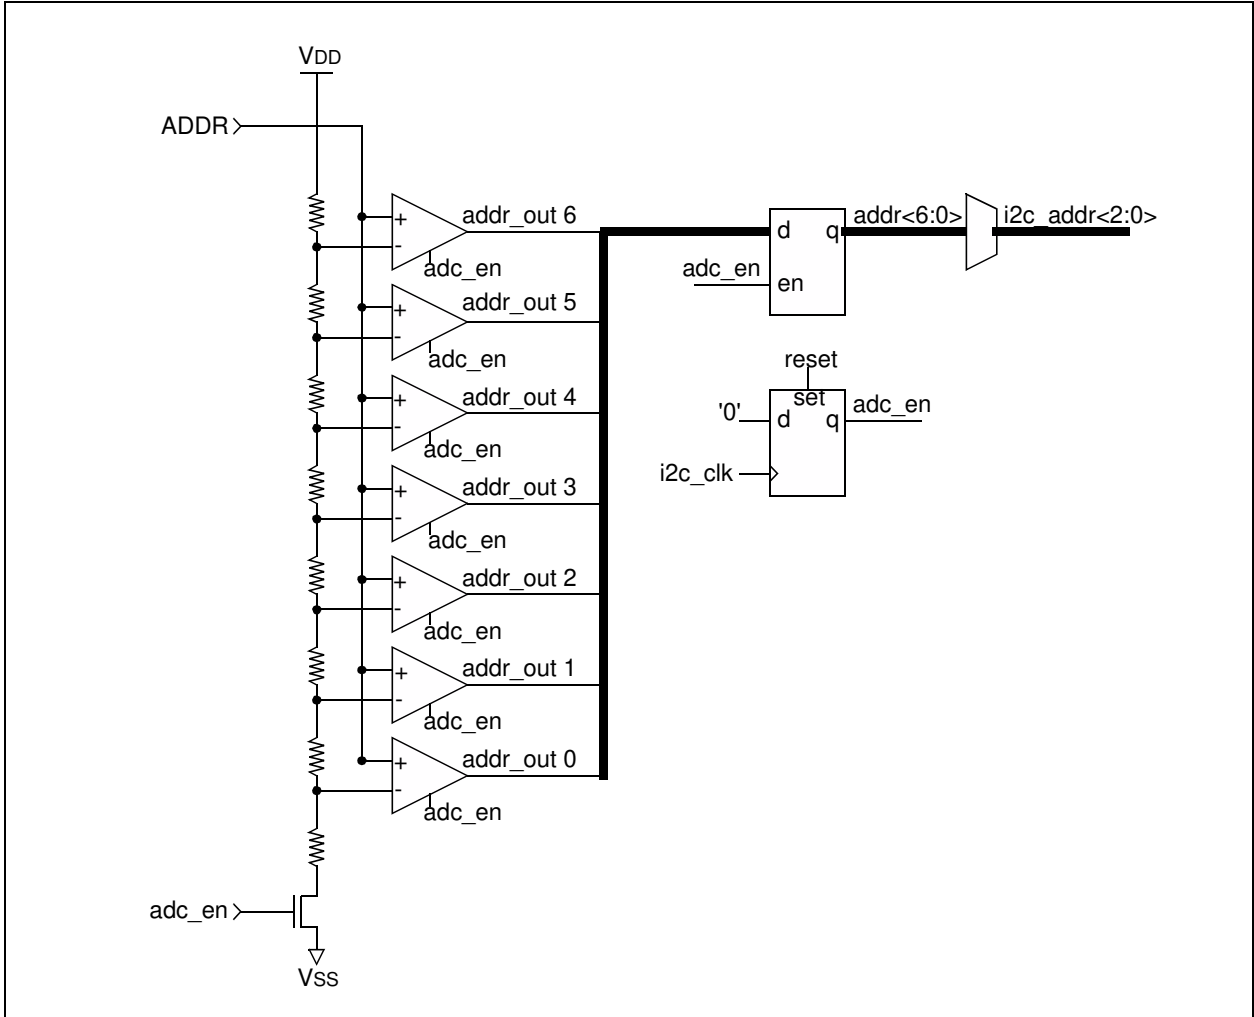 VDD
ADDR
+
-
addr_out 6
adc_en
+
-
addr_out 5
adc_en
+
-
addr_out 4
adc_en
+
-
addr_out 3
adc_en
+
-
addr_out 2
adc_en
+
-
addr_out 1
adc_en
+
-
addr_out 0
adc_en
adc_en
VSS
d q
adc_en
en
addr<6:0>
i2c_addr<2:0>
reset
set
'0'
d q
adc_en
i2c_clk